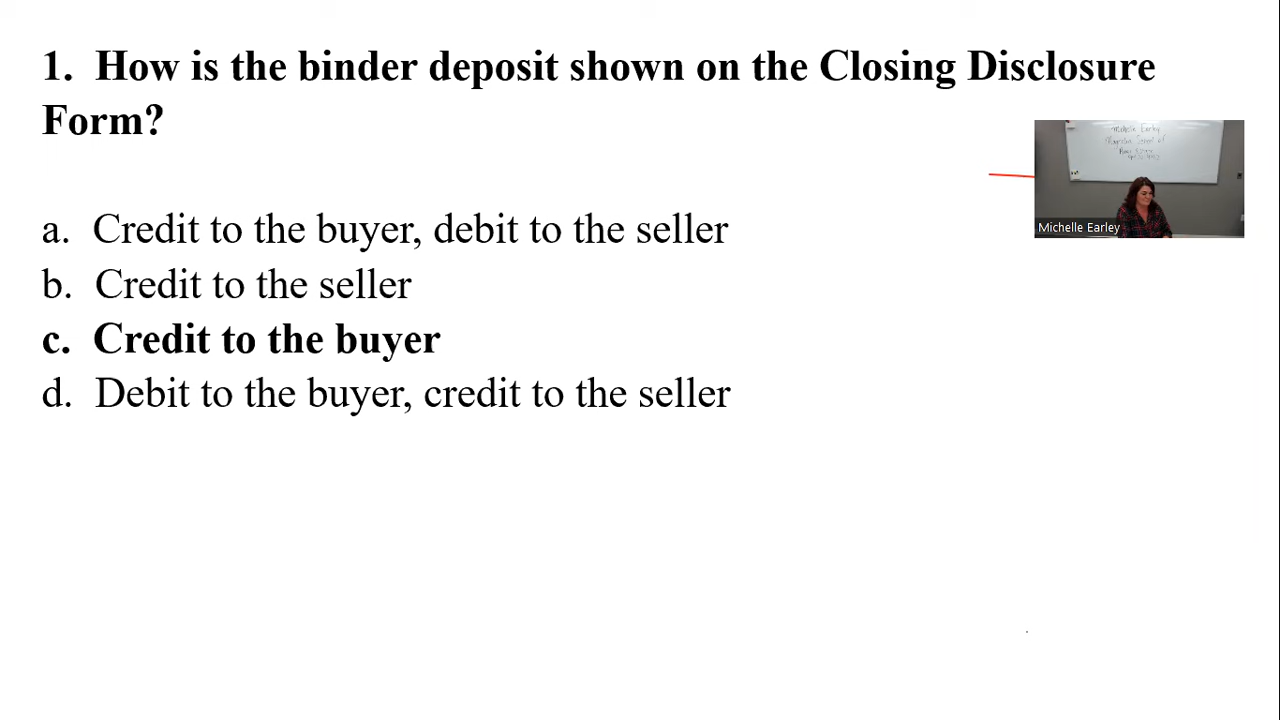 1. How is the binder deposit shown on the Closing Disclosure
Form?
a. Credit to the buyer, debit to the seller
b. Credit to the seller
c. Credit to the buyer
d. Debit to the buyer, credit to the seller
Michelle Earley
Michelle Earley